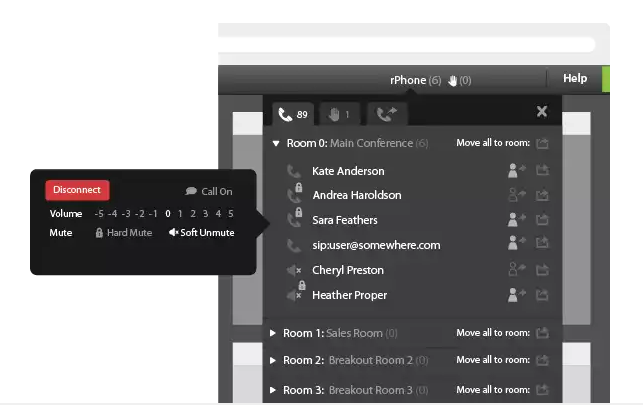 rPhone (6) (0) Help
89 1
Room 0: Main Conference (6) Move all to room:
Kate Anderson
Disconnect Call On
Andrea Haroldson
Volume -5 -4 -3 -2 -1 0 1 2 3 4 5
Sara Feathers
Mute Hard Mute Soft Unmute
sip:user@somewhere.com
Cheryl Preston
Heather Proper
Room 1: Sales Room (0) Move all to room:
Room 2: Breakout Room 2 (0) Move all to room:
Room 3: Breakout Room 3 (0) Move all to room: